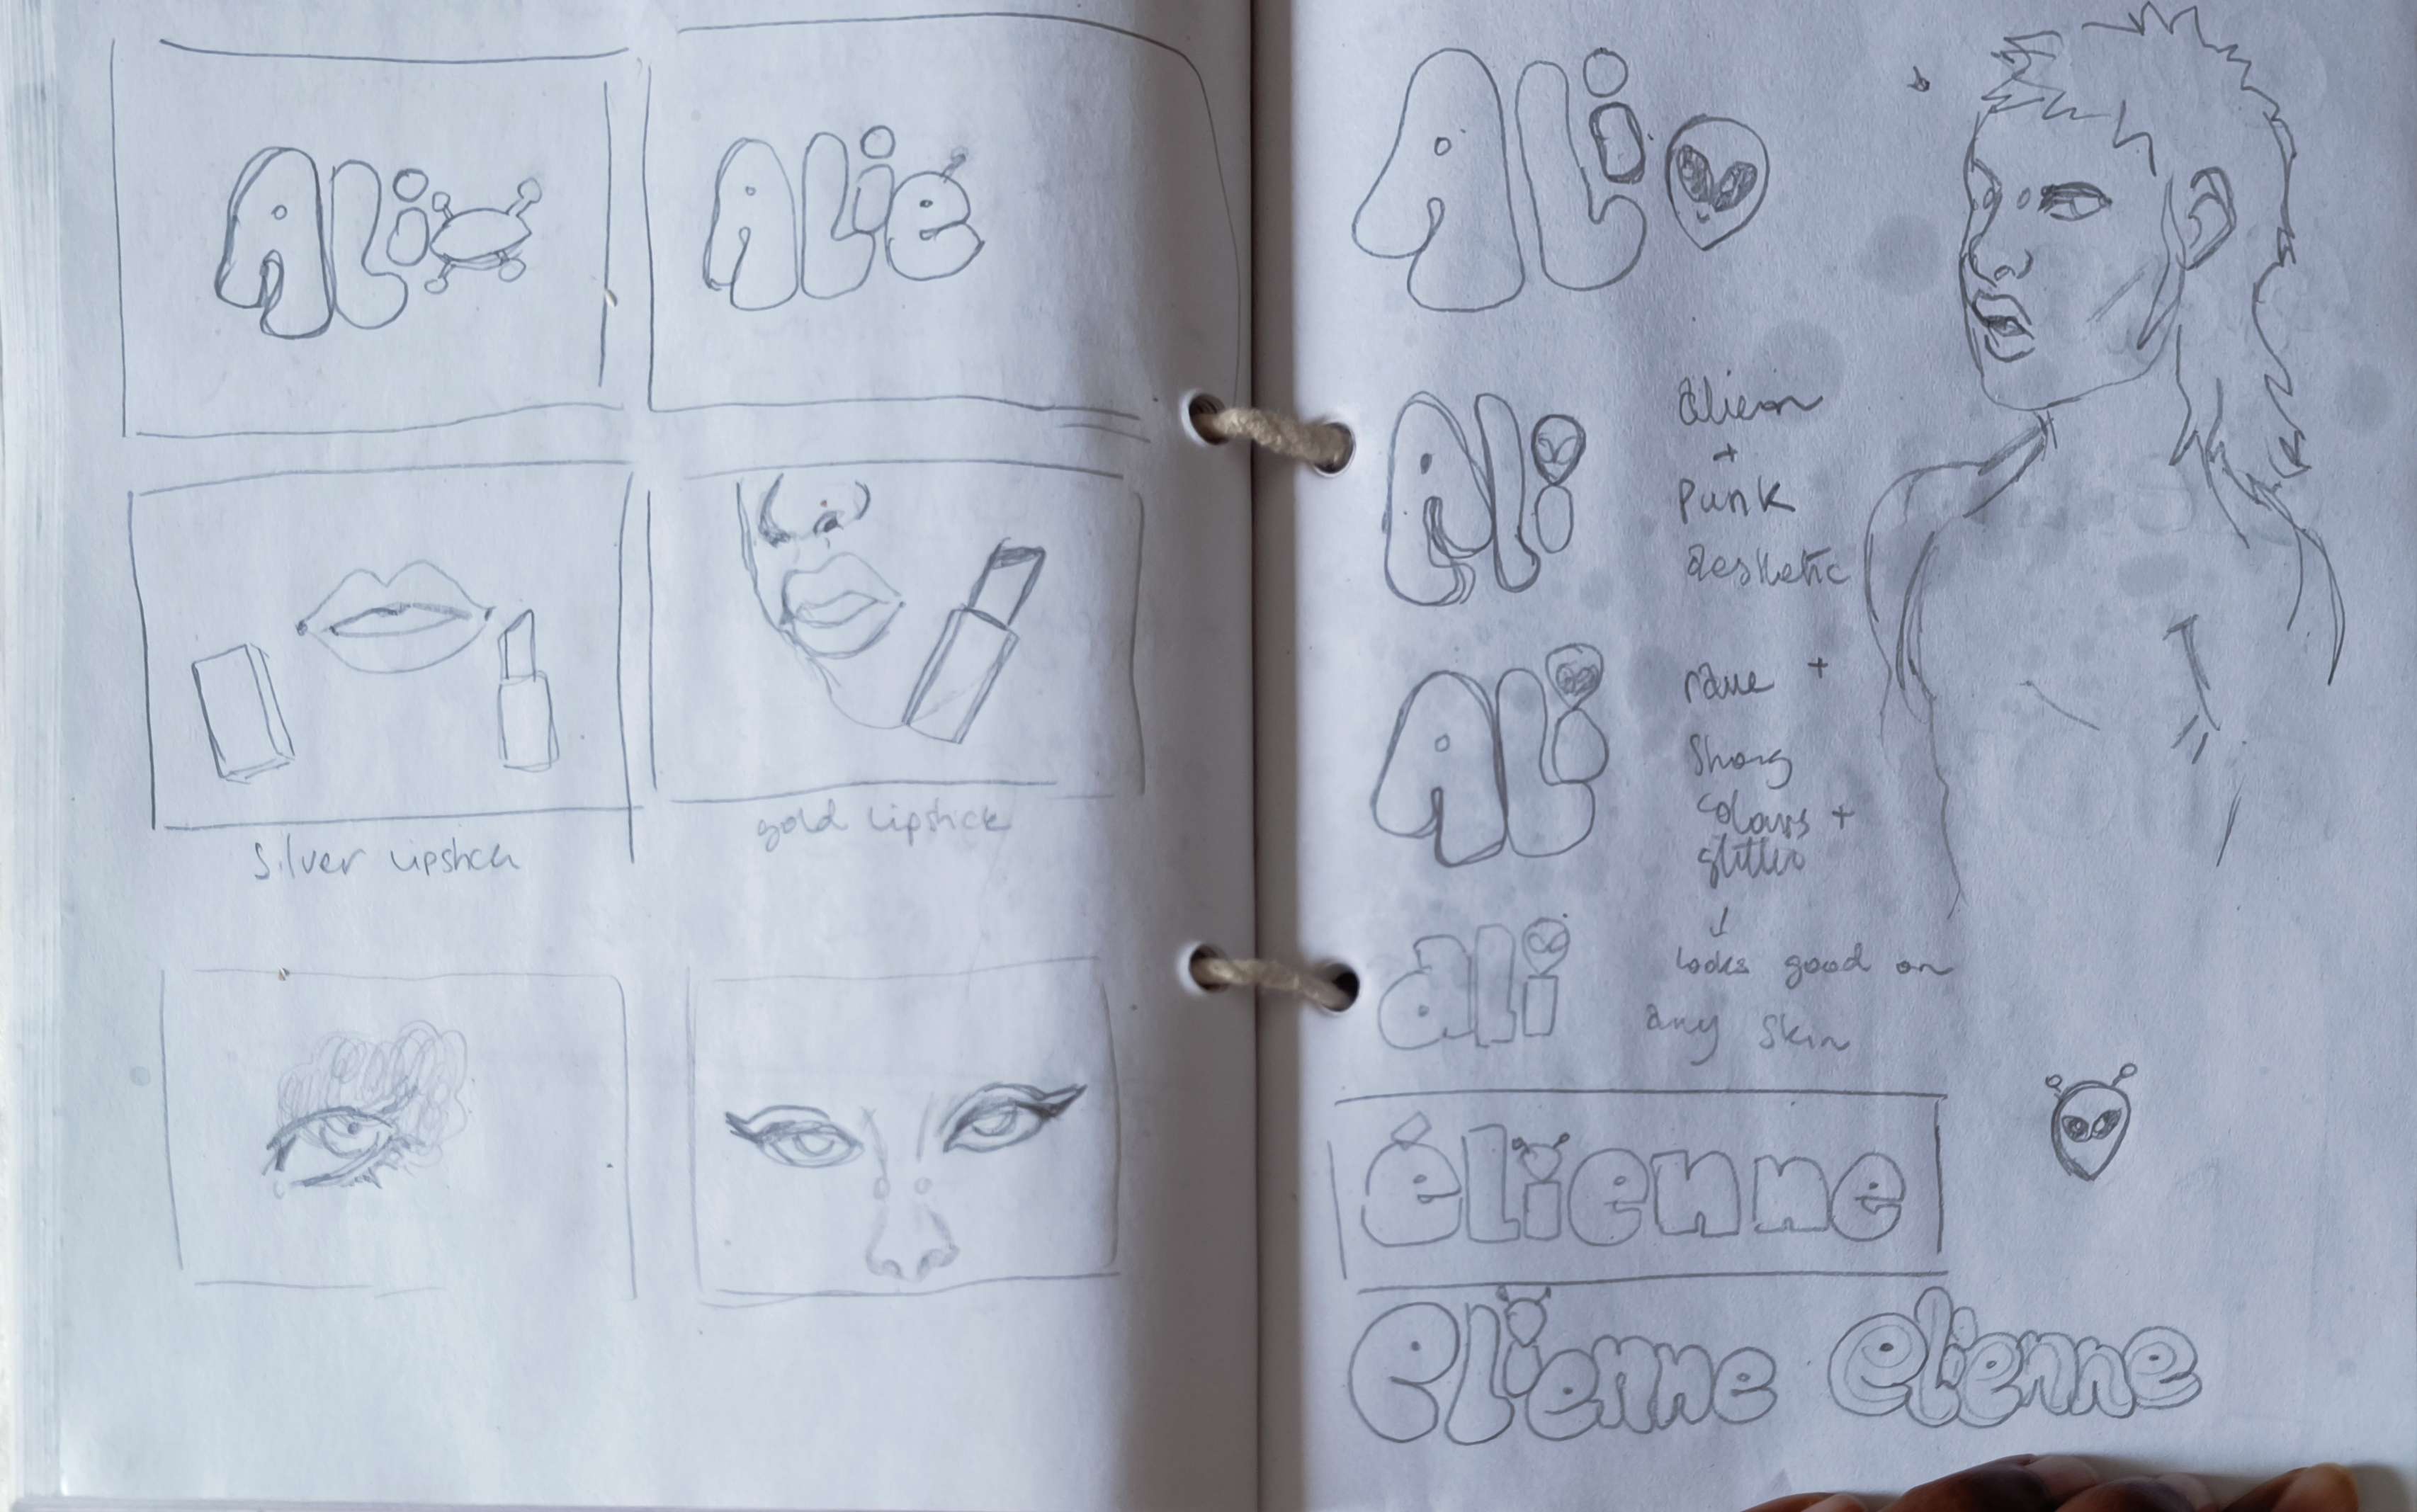 ALi
ALie
silver lipstick
gold lipstick
ALi
ALi
ALi
ali
alien
+
punk
aesthetic
rave +
strong
colours +
glitter
↓
looks good on
any skin
élienne
elienne
elienne